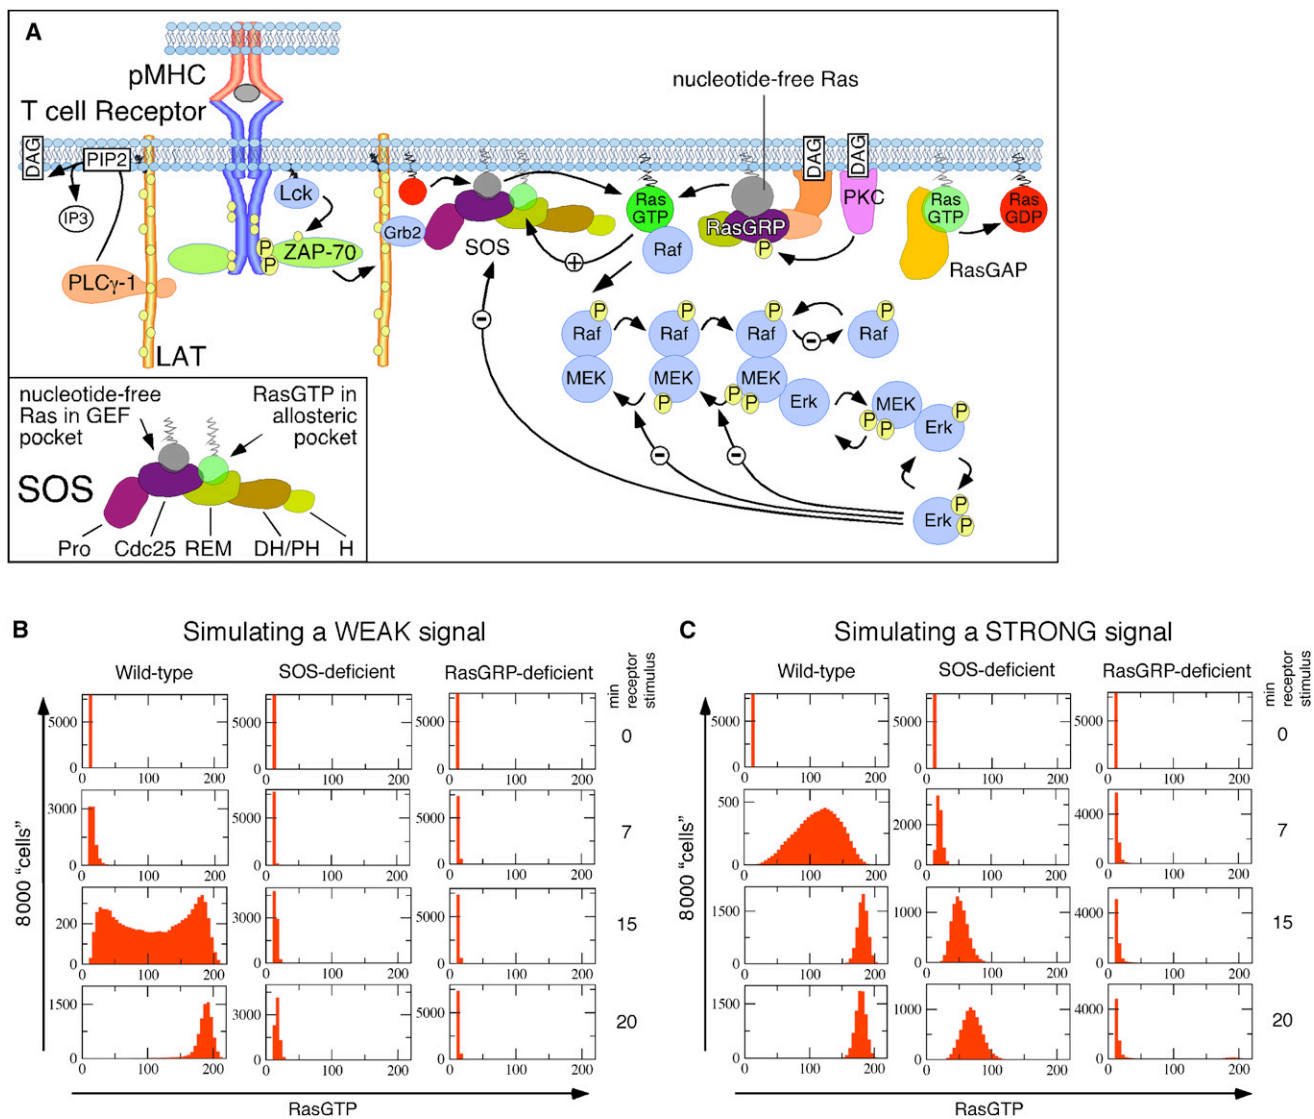 A
pMHC
T cell Receptor
nucleotide-free Ras
DAG
PIP2
IP3
PLCγ-1
LAT
Lck
P
P
ZAP-70
Grb2
SOS
+
Ras
GTP
Raf
RasGRP
P
DAG
DAG
PKC
Ras
GTP
RasGAP
Ras
GDP
P
Raf
MEK
P
Raf
MEK
P
P
Raf
MEK
P
P
Erk
-
P
Raf
MEK
P
P
Erk
P
Erk
P
P
-
-
-
nucleotide-free
Ras in GEF
pocket
RasGTP in
allosteric
pocket
SOS
Pro Cdc25 REM DH/PH H
B
Simulating a WEAK signal
Wild-type SOS-deficient RasGRP-deficient
min
receptor
stimulus
8000 "cells"
5000
0
0 100 200
5000
0
0 100 200
5000
0
0 100 200
0
3000
0
0 100 200
5000
0
0 100 200
5000
0
0 100 200
7
200
0
0 100 200
3000
0
0 100 200
5000
0
0 100 200
15
1500
0
0 100 200
3000
0
0 100 200
5000
0
0 100 200
20
RasGTP
C
Simulating a STRONG signal
Wild-type SOS-deficient RasGRP-deficient
min
receptor
stimulus
8000 "cells"
5000
0
0 100 200
5000
0
0 100 200
4000
0
0 100 200
0
500
0
0 100 200
2000
0
0 100 200
4000
0
0 100 200
7
1500
0
0 100 200
1000
0
0 100 200
4000
0
0 100 200
15
1500
0
0 100 200
1000
0
0 100 200
4000
0
0 100 200
20
RasGTP